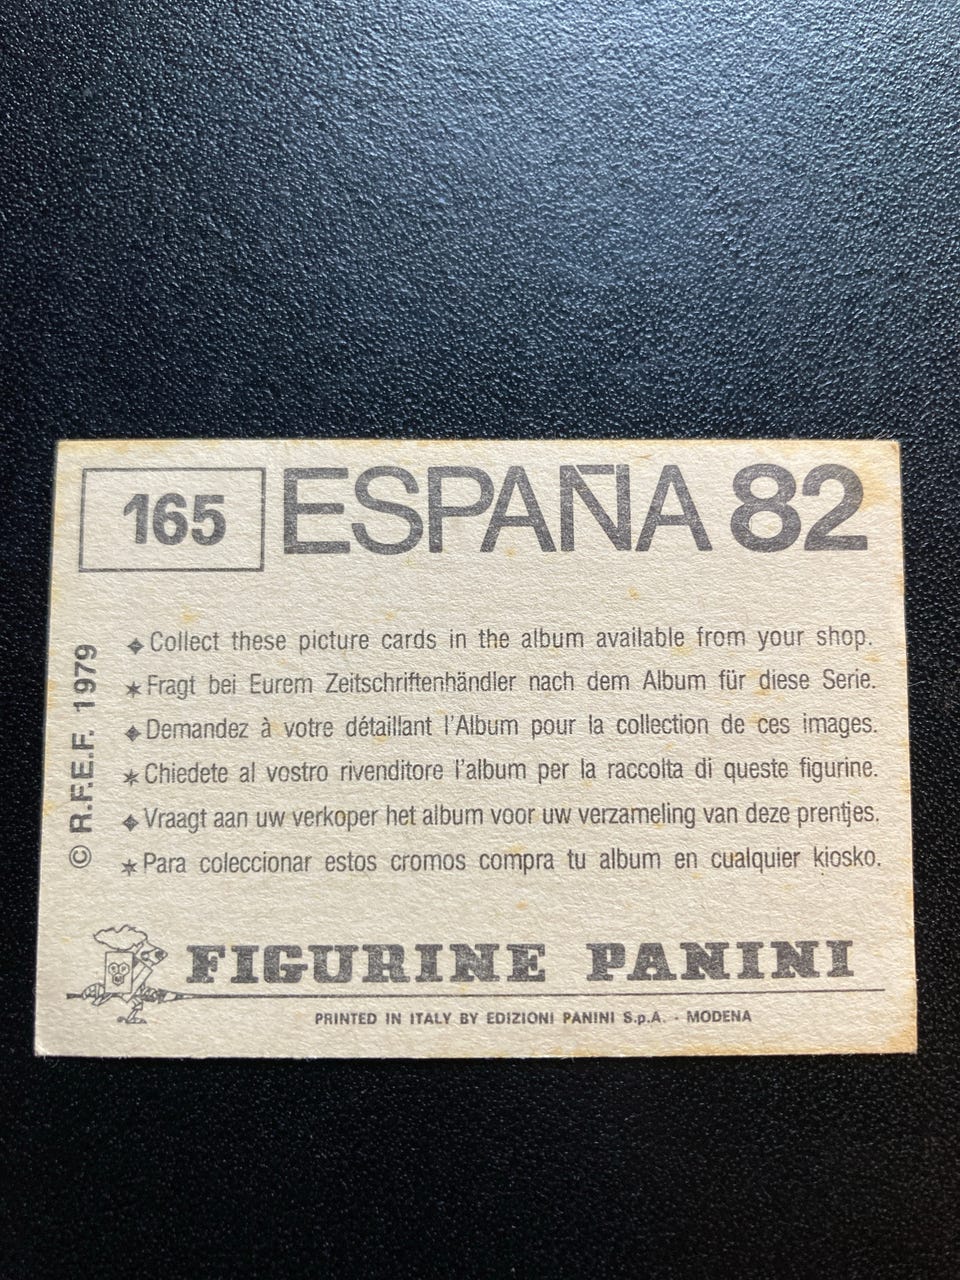 165 ESPAÑA 82
© R.F.E.F. 1979
Collect these picture cards in the album available from your shop.
Fragt bei Eurem Zeitschriftenhändler nach dem Album für diese Serie.
Demandez à votre détaillant l'Album pour la collection de ces images.
Chiedete al vostro rivenditore l'album per la raccolta di queste figurine.
Vraagt aan uw verkoper het album voor uw verzameling van deze prentjes.
Para coleccionar estos cromos compra tu album en cualquier kiosko.
FIGURINE PANINI
PRINTED IN ITALY BY EDIZIONI PANINI S.p.A. - MODENA